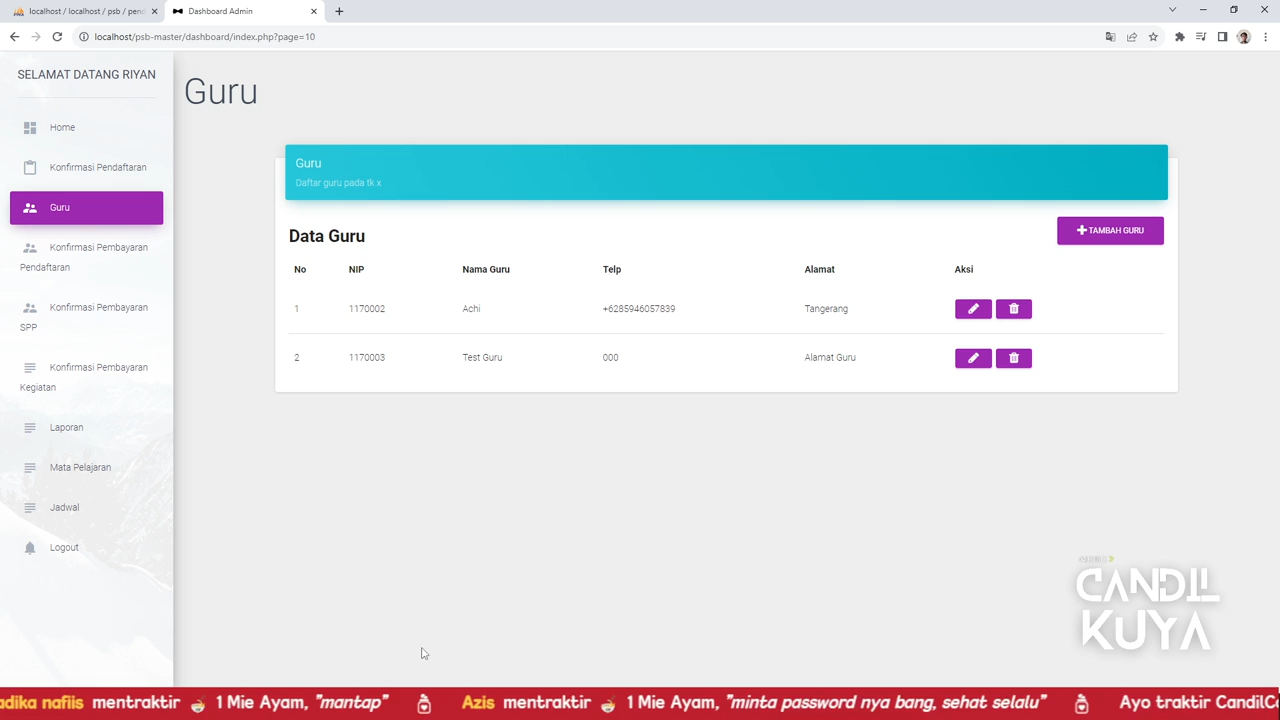 localhost / localhost / psb / pend
Dashboard Admin
localhost/psb-master/dashboard/index.php?page=10
SELAMAT DATANG RIYAN
Home
Konfirmasi Pendaftaran
Guru
Konfirmasi Pembayaran
Pendaftaran
Konfirmasi Pembayaran
SPP
Konfirmasi Pembayaran
Kegiatan
Laporan
Mata Pelajaran
Jadwal
Logout
Guru
Guru
Daftar guru pada tk x
Data Guru
TAMBAH GURU
No NIP Nama Guru Telp Alamat Aksi
1 1170002 Achi +6285946057839 Tangerang
2 1170003 Test Guru 000 Alamat Guru
CANDIL
KUYA
adika nafiis mentraktir 1 Mie Ayam, "mantap" Azis mentraktir 1 Mie Ayam, "minta password nya bang, sehat selalu" Ayo traktir CandilCo